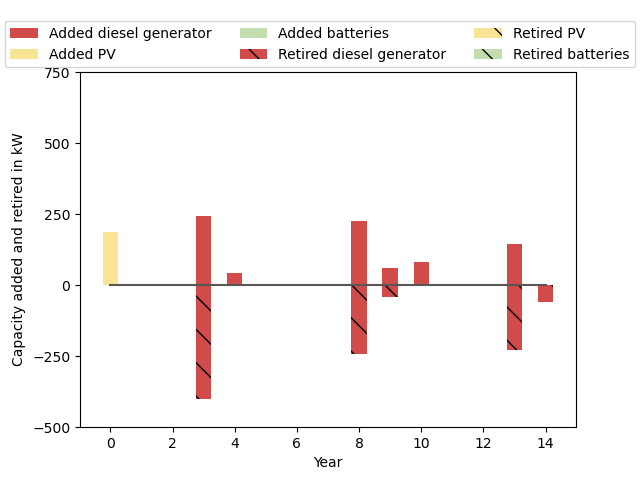 Added diesel generator Added batteries Retired PV
Added PV Retired diesel generator Retired batteries
750
500
250
0
−250
−500
Capacity added and retired in kW
0 2 4 6 8 10 12 14
Year